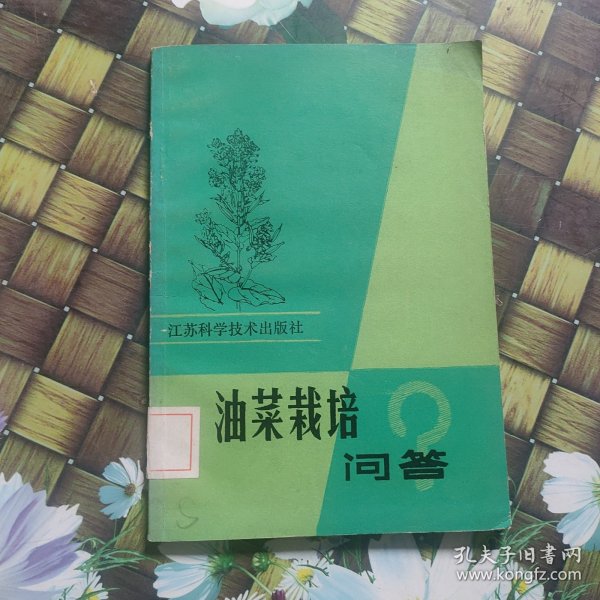 江苏科学技术出版社
油菜栽培
问答
?
孔夫子旧书网
www.kongfz.com